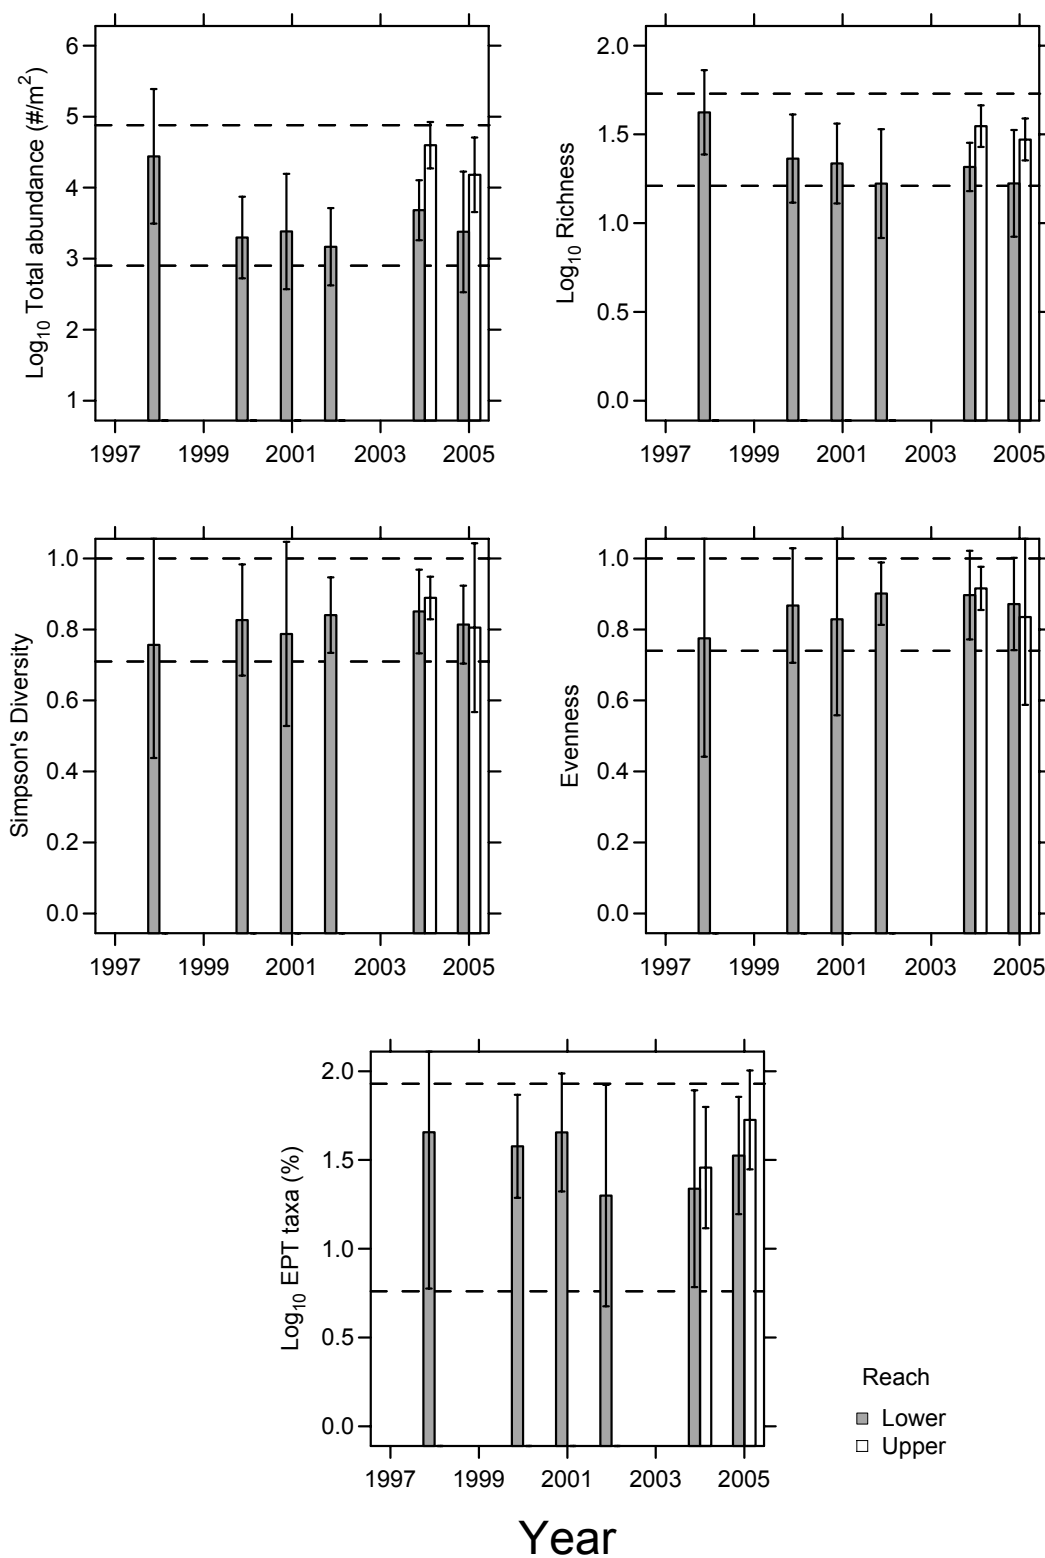 Log10 Total abundance (#/m2)
6
5
4
3
2
1
1997 1999 2001 2003 2005
Log10 Richness
2.0
1.5
1.0
0.5
0.0
1997 1999 2001 2003 2005
Simpson's Diversity
1.0
0.8
0.6
0.4
0.2
0.0
1997 1999 2001 2003 2005
Evenness
1.0
0.8
0.6
0.4
0.2
0.0
1997 1999 2001 2003 2005
Log10 EPT taxa (%)
2.0
1.5
1.0
0.5
0.0
1997 1999 2001 2003 2005
Reach
Lower
Upper
Year